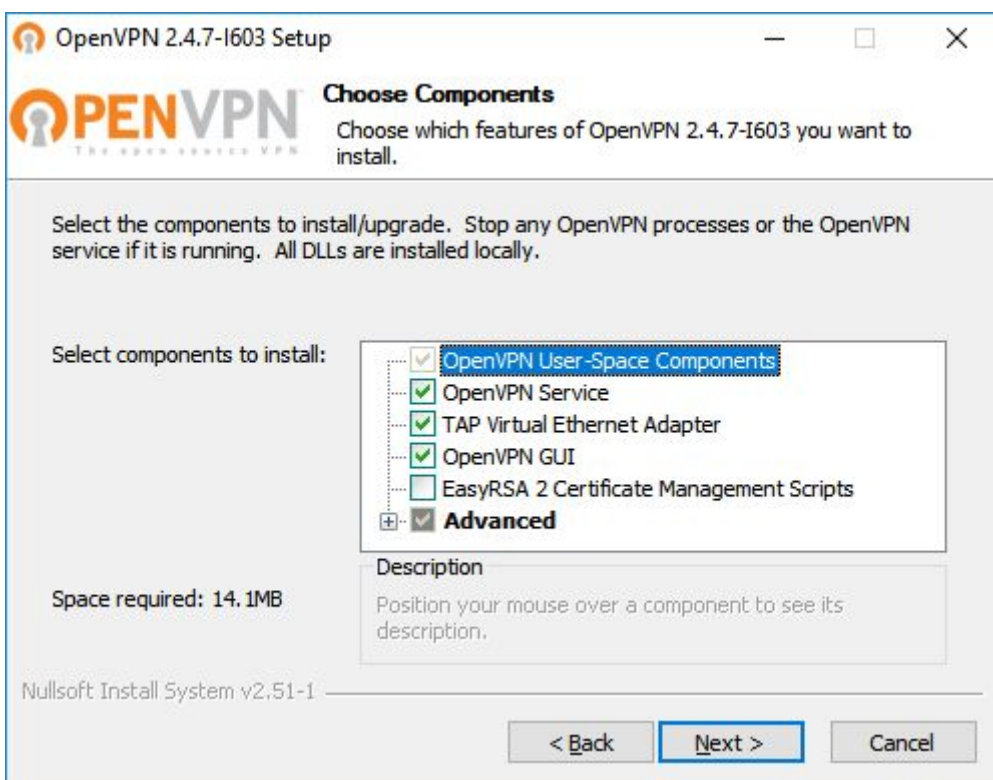 OpenVPN 2.4.7-I603 Setup
OPENVPN
The open source VPN
Choose Components
Choose which features of OpenVPN 2.4.7-I603 you want to
install.
Select the components to install/upgrade. Stop any OpenVPN processes or the OpenVPN
service if it is running. All DLLs are installed locally.
Select components to install:
OpenVPN User-Space Components
OpenVPN Service
TAP Virtual Ethernet Adapter
OpenVPN GUI
EasyRSA 2 Certificate Management Scripts
Advanced
Space required: 14.1MB
Description
Position your mouse over a component to see its
description.
Nullsoft Install System v2.51-1
< Back
Next >
Cancel